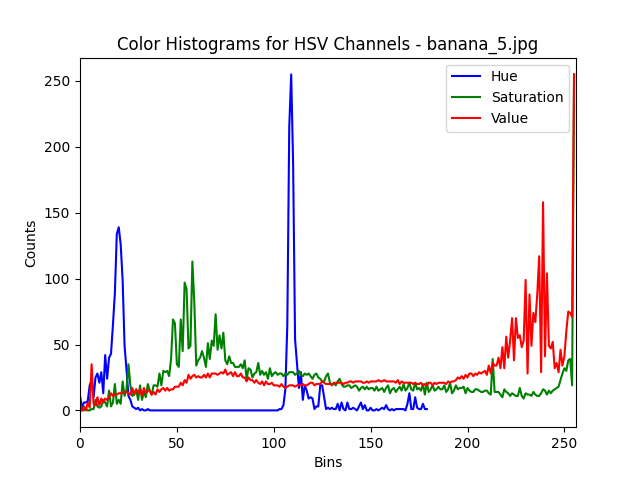 Color Histograms for HSV Channels - banana_5.jpg
Hue
Saturation
Value
Counts
250
200
150
100
50
0
0 50 100 150 200 250
Bins